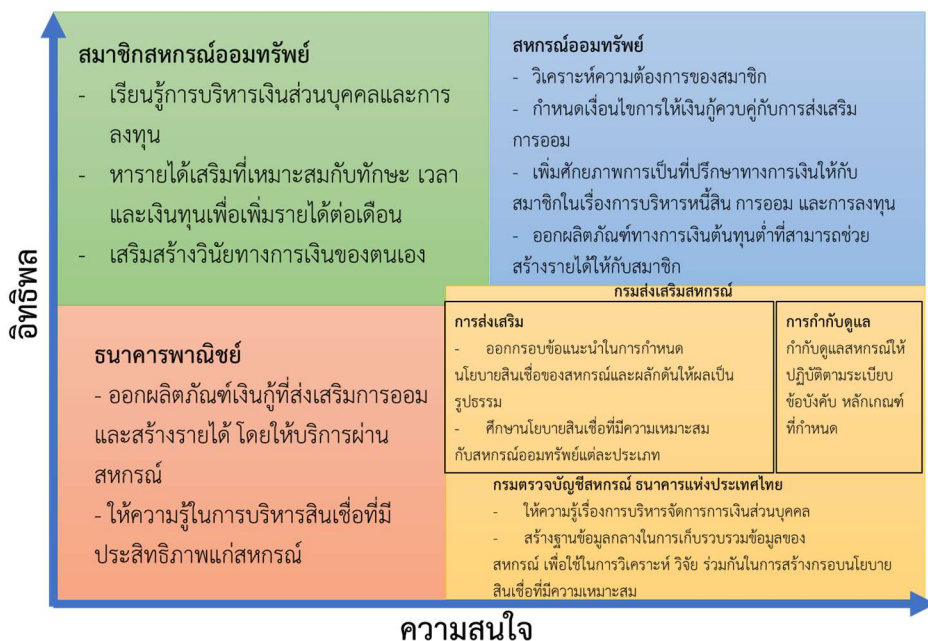 สมาชิกสหกรณ์ออมทรัพย์
- เรียนรู้การบริหารเงินส่วนบุคคลและการ
ลงทุน
- หารายได้เสริมที่เหมาะสมกับทักษะ เวลา
และเงินทุนเพื่อเพิ่มรายได้ต่อเดือน
- เสริมสร้างวินัยทางการเงินของตนเอง
สหกรณ์ออมทรัพย์
- วิเคราะห์ความต้องการของสมาชิก
- กำหนดเงื่อนไขการให้เงินกู้ควบคู่กับการส่งเสริม
การออม
- เพิ่มศักยภาพการเป็นที่ปรึกษาทางการเงินให้กับ
สมาชิกในเรื่องการบริหารหนี้สิน การออม และการลงทุน
- ออกผลิตภัณฑ์ทางการเงินต้นทุนต่ำที่สามารถช่วย
สร้างรายได้ให้กับสมาชิก
อิทธิพล
ธนาคารพาณิชย์
- ออกผลิตภัณฑ์เงินกู้ที่ส่งเสริมการออม
และสร้างรายได้ โดยให้บริการผ่าน
สหกรณ์
- ให้ความรู้ในการบริหารสินเชื่อที่มี
ประสิทธิภาพแก่สหกรณ์
กรมส่งเสริมสหกรณ์
การส่งเสริม
- ออกกรอบข้อแนะนำในการกำหนด
นโยบายสินเชื่อของสหกรณ์และผลักดันให้ผลเป็น
รูปธรรม
- ศึกษานโยบายสินเชื่อที่มีความเหมาะสม
กับสหกรณ์ออมทรัพย์แต่ละประเภท
การกำกับดูแล
กำกับดูแลสหกรณ์ให้
ปฏิบัติตามระเบียบ
ข้อบังคับ หลักเกณฑ์
ที่กำหนด
กรมตรวจบัญชีสหกรณ์ ธนาคารแห่งประเทศไทย
- ให้ความรู้เรื่องการบริหารจัดการการเงินส่วนบุคคล
- สร้างฐานข้อมูลกลางในการเก็บรวบรวมข้อมูลของ
สหกรณ์ เพื่อใช้ในการวิเคราะห์ วิจัย ร่วมกันในการสร้างกรอบนโยบาย
สินเชื่อที่มีความเหมาะสม
ความสนใจ